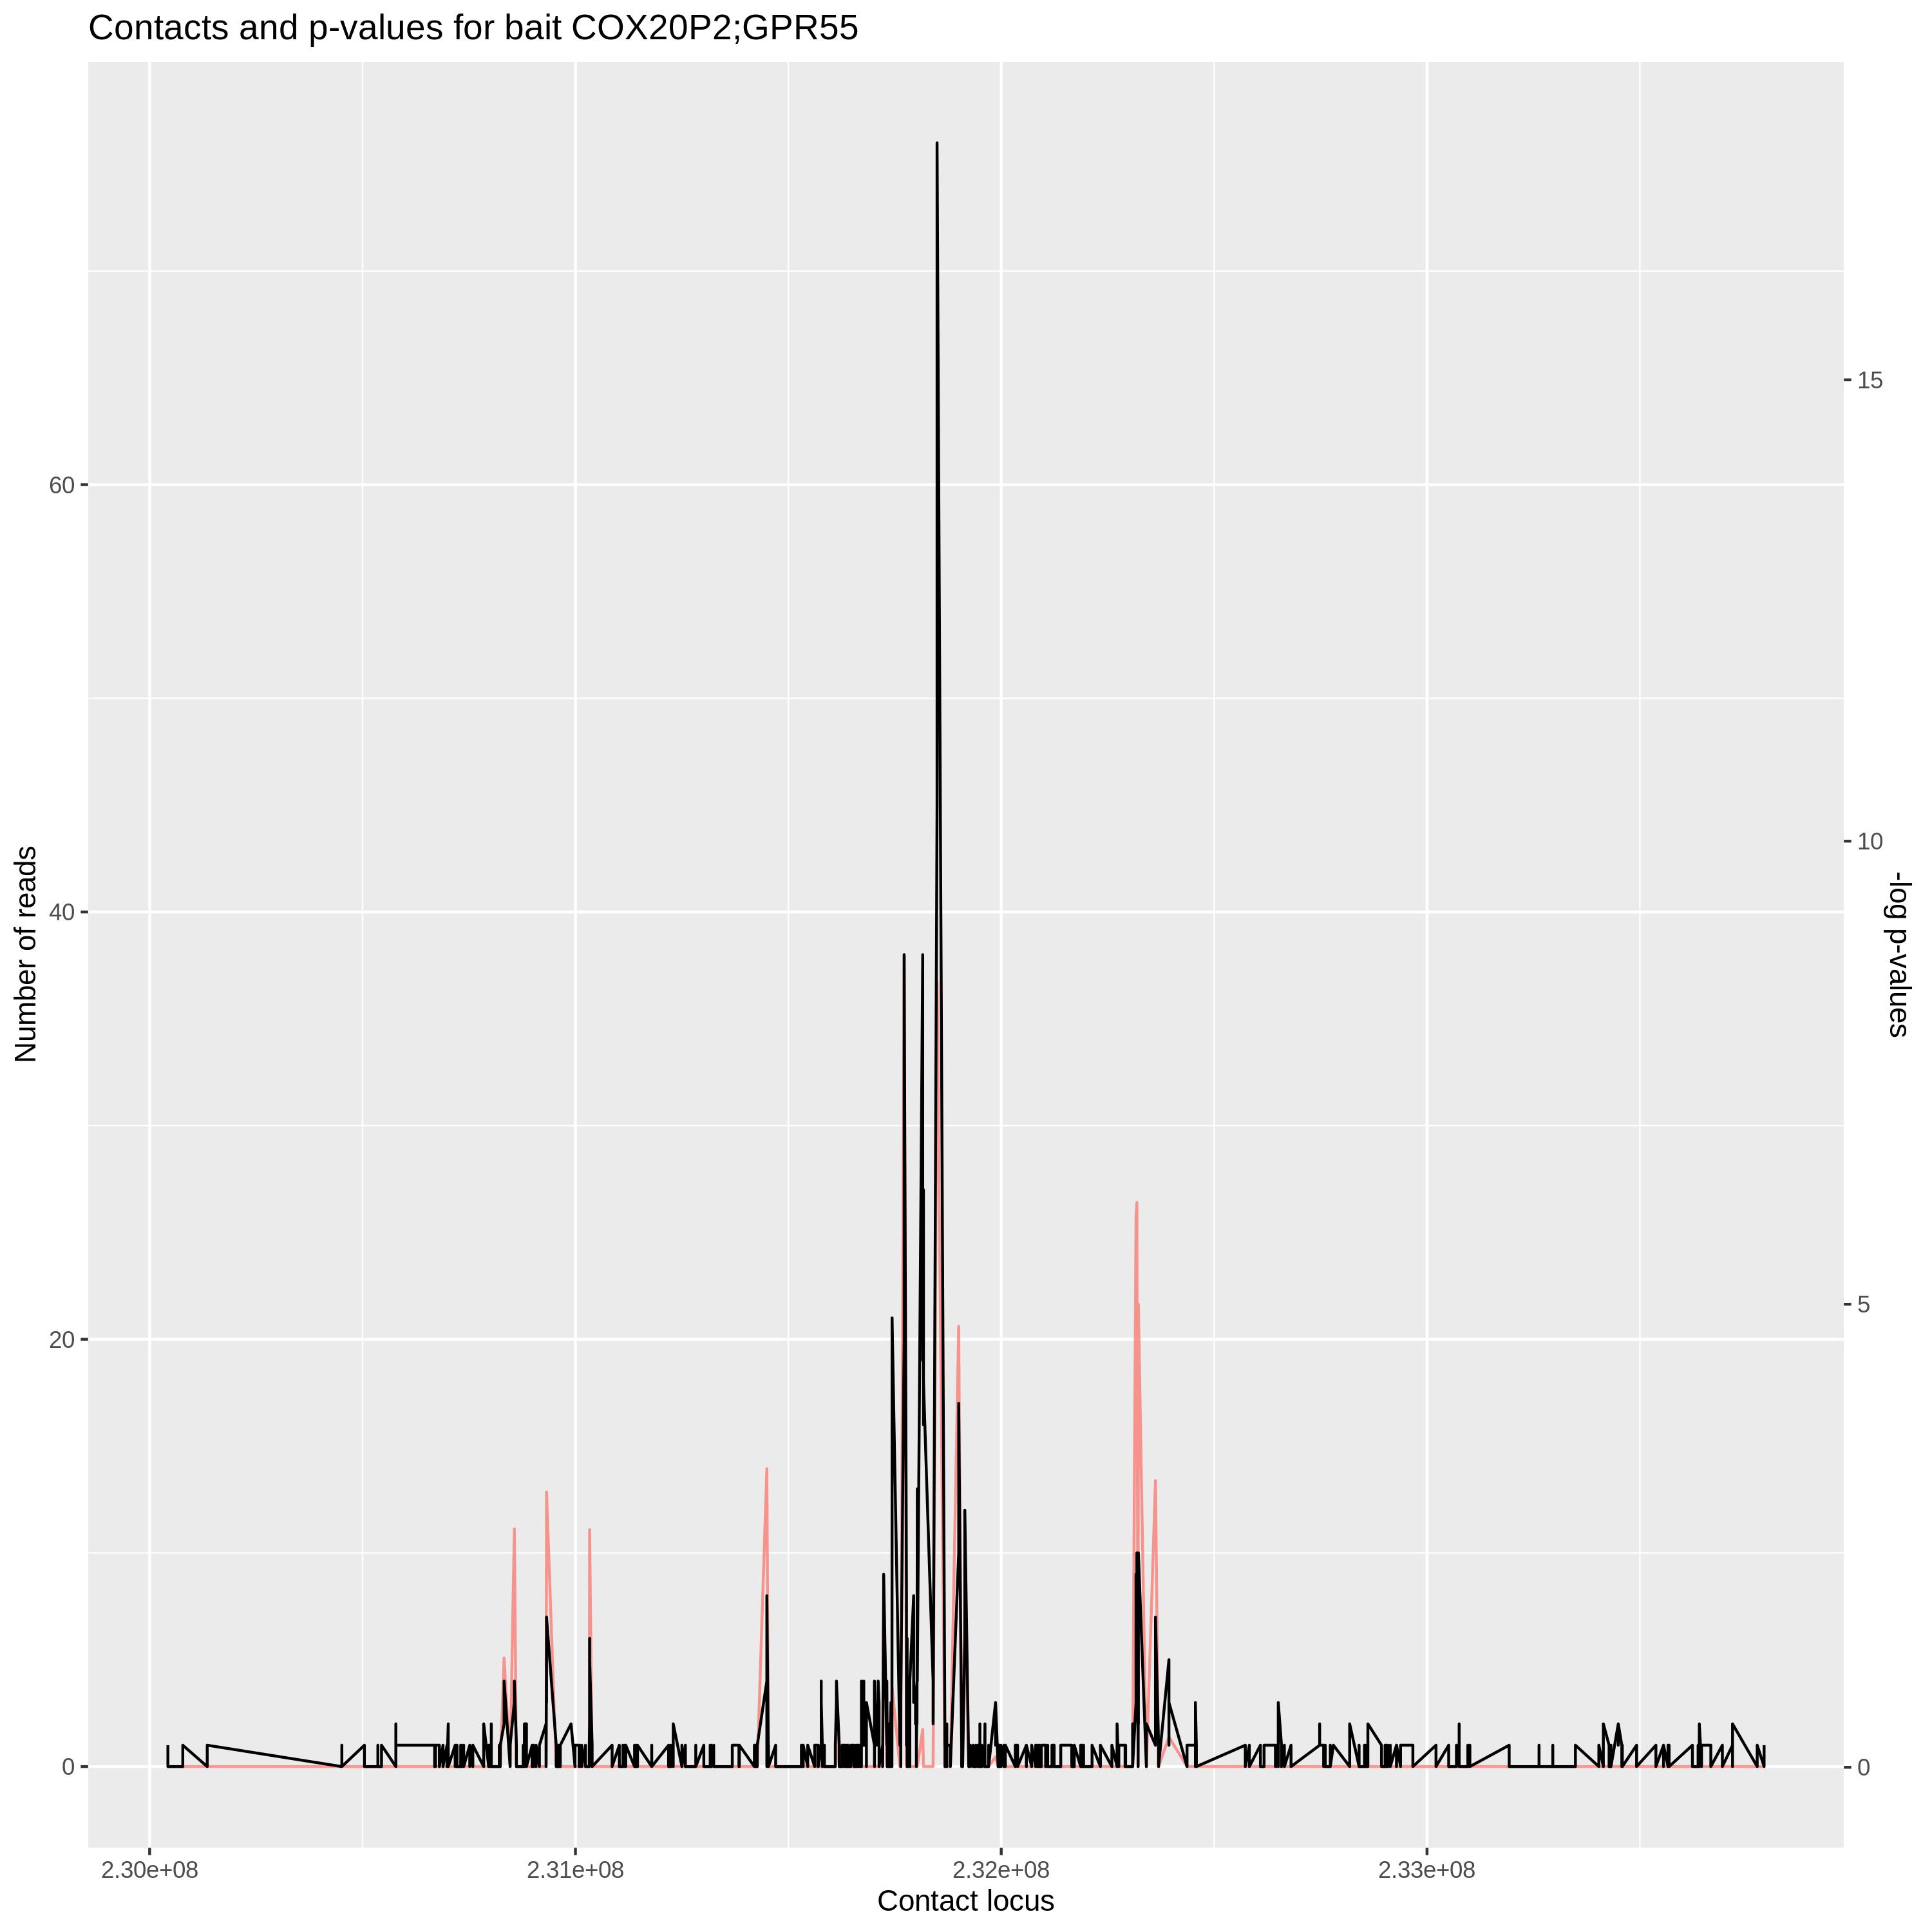 Contacts and p-values for bait COX20P2;GPR55
Number of reads
60
40
20
0
15
10
5
0
-log p-values
2.30e+08
2.31e+08
2.32e+08
2.33e+08
Contact locus